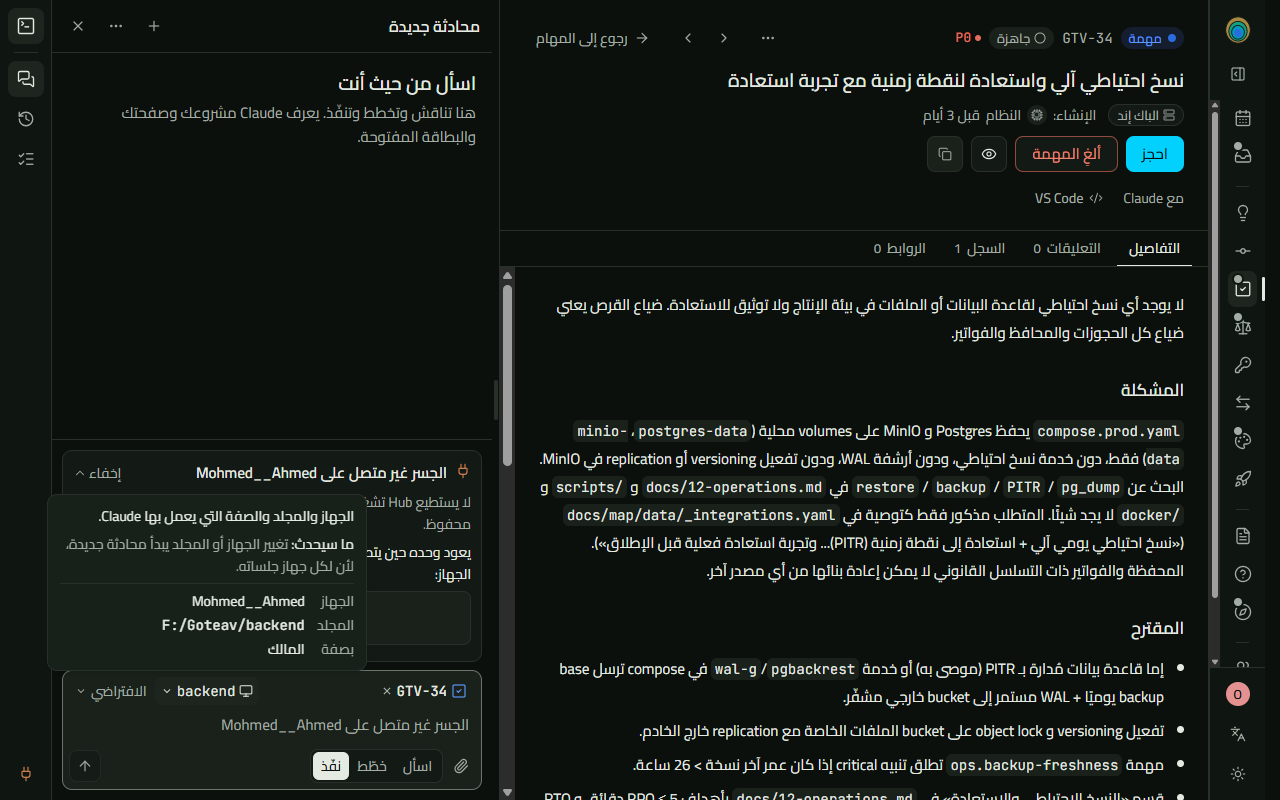 مهمة
GTV-34
جاهزة
P0
رجوع إلى المهام
نسخ احتياطي آلي واستعادة لنقطة زمنية مع تجربة استعادة
الباك إند
الإنشاء: النظام قبل 3 أيام
احجز
ألغِ المهمة
مع Claude
VS Code
التفاصيل
التعليقات 0
السجل 1
الروابط 0
لا يوجد أي نسخ احتياطي لقاعدة البيانات أو الملفات في بيئة الإنتاج ولا توثيق للاستعادة. ضياع القرص يعني
ضياع كل الحجوزات والمحافظ والفواتير.
المشكلة
compose.prod.yaml يحفظ Postgres و MinIO على volumes محلية (postgres-data، minio-
data) فقط، دون خدمة نسخ احتياطي، ودون أرشفة WAL، ودون تفعيل versioning أو replication في MinIO.
البحث عن pg_dump / PITR / backup / restore في docs/12-operations.md و scripts/ و
docker/ لا يجد شيئًا. المتطلب مذكور فقط كتوصية في docs/map/data/_integrations.yaml
(«نسخ احتياطي يومي آلي + استعادة إلى نقطة زمنية (PITR)... وتجربة استعادة فعلية قبل الإطلاق»).
المحفظة والفواتير ذات التسلسل القانوني لا يمكن إعادة بنائها من أي مصدر آخر.
المقترح
إما قاعدة بيانات مُدارة بـ PITR (موصى به) أو خدمة wal-g/pgbackrest في compose ترسل base
backup يوميًا + WAL مستمر إلى bucket خارجي مشفّر.
تفعيل versioning و object lock على bucket الملفات الخاصة مع replication خارج الخادم.
مهمة ops.backup-freshness تطلق تنبيه critical إذا كان عمر آخر نسخة > 26 ساعة.
محادثة جديدة
اسأل من حيث أنت
هنا تناقش وتخطط وتنفّذ. يعرف Claude مشروعك وصفحتك
والبطاقة المفتوحة.
الجسر غير متصل على Mohmed__Ahmed
إخفاء
لا يستطيع Hub
محفوظ.
يعود وحده حين
الجهاز:
الجهاز والمجلد والصفة التي يعمل بها Claude.
ما سيحدث: تغيير الجهاز أو المجلد يبدأ محادثة جديدة،
لأن لكل جهاز جلساته.
الجهاز Mohmed__Ahmed
المجلد F:/Goteav/backend
بصفة المالك
GTV-34 ×
backend
الافتراضي
الجسر غير متصل على Mohmed__Ahmed
اسأل
خطّط
نفّذ
O